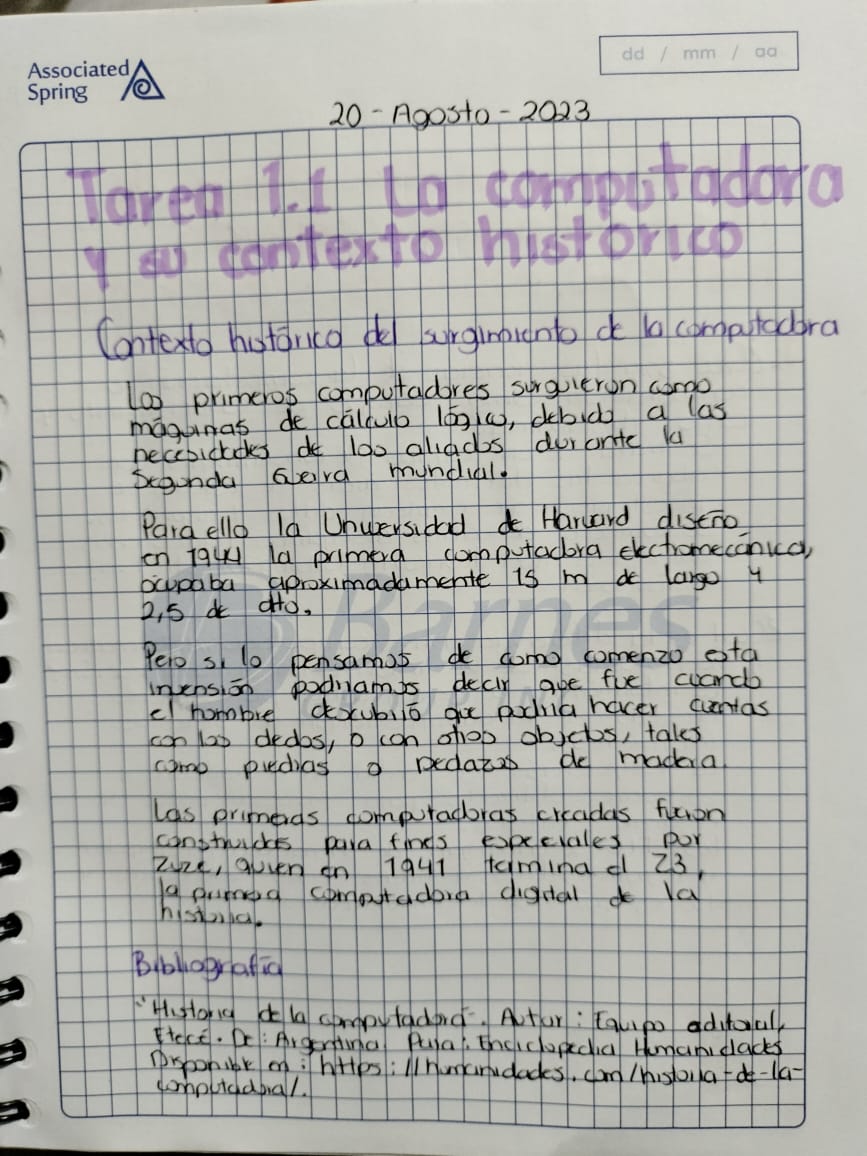 Associated
Spring
dd / mm / aa
20 - Agosto - 2023
Tarea 1.1 La computadora
y su contexto histórico
Contexto histórico del surgimiento de la computadora
Los primeros computadores surguieron como
máquinas de cálculo lógico, debido a las
necesidades de los aliados durante la
Segunda Guerra mundial.
Para ello la Universidad de Harvard diseño
en 1944 la primera computadora electromecánica,
ocupaba aproximadamente 15 m de largo y
2,5 de alto.
Barnes
Pero si lo pensamos de como comenzo esta
invensión podriamos decir que fue cuando
el hombre descubrió que podria hacer cuentas
con los dedos, o con otros objetos, tales
como piedras o pedazos de madera
Las primeras computadoras creadas fueron
construidas para fines especiales por
Zuze, quien en 1941 termina el Z3,
la primera computadora digital de la
historia.
Bibliografía
"Historia de la computadora". Autor: Equipo editorial,
Etecé. De: Argentina Para: Enciclopedia Humanidades
Disponible en: https://humanidades.com/historia-de-la-
computadora/.